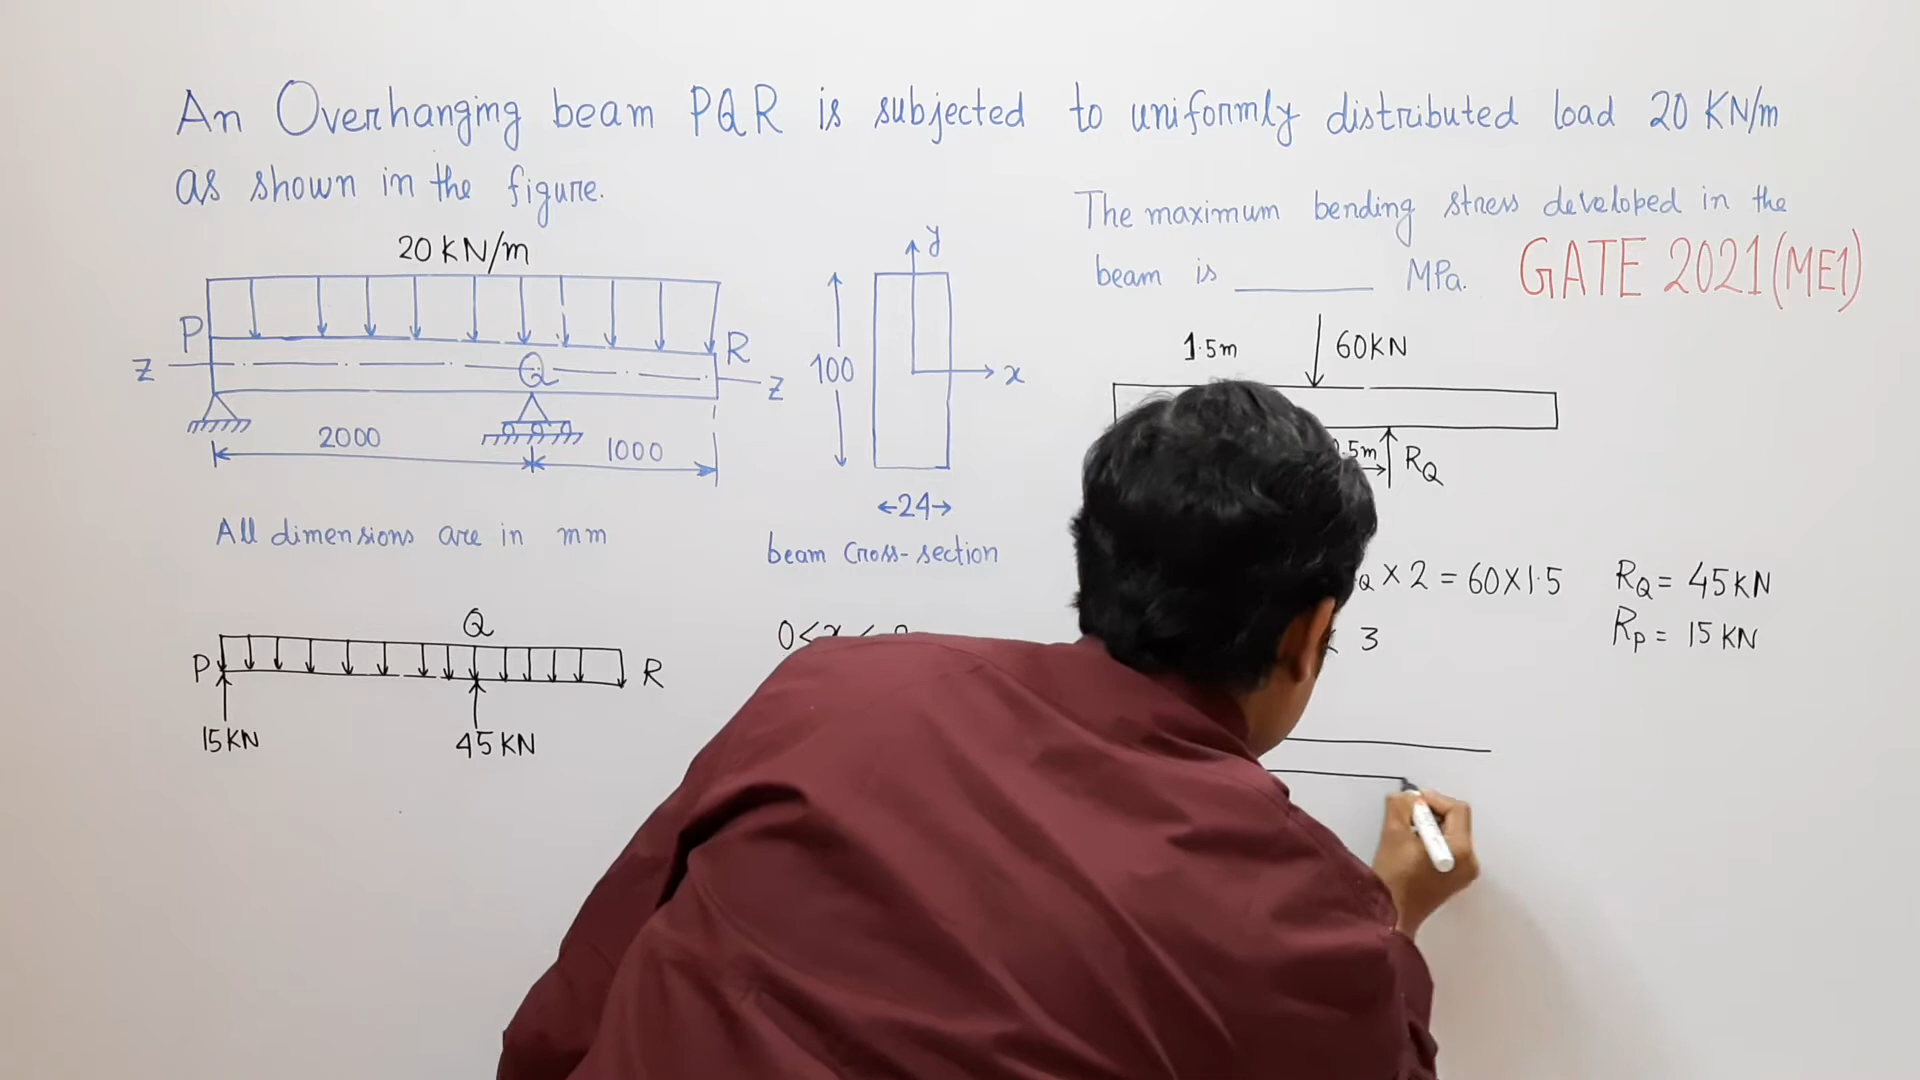 An Overhanging beam PQR is subjected to uniformly distributed load 20 KN/m
as shown in the figure.
The maximum bending stress developed in the
beam is ________ MPa.
GATE 2021(ME1)
20 KN/m
P
Q
R
Z
Z
2000
1000
y
x
100
24
All dimensions are in mm
beam Cross-section
1.5m
60KN
.5m
RQ
Q × 2 = 60×1.5
RQ = 45KN
RP = 15KN
0<x<
3
P
Q
R
15KN
45KN